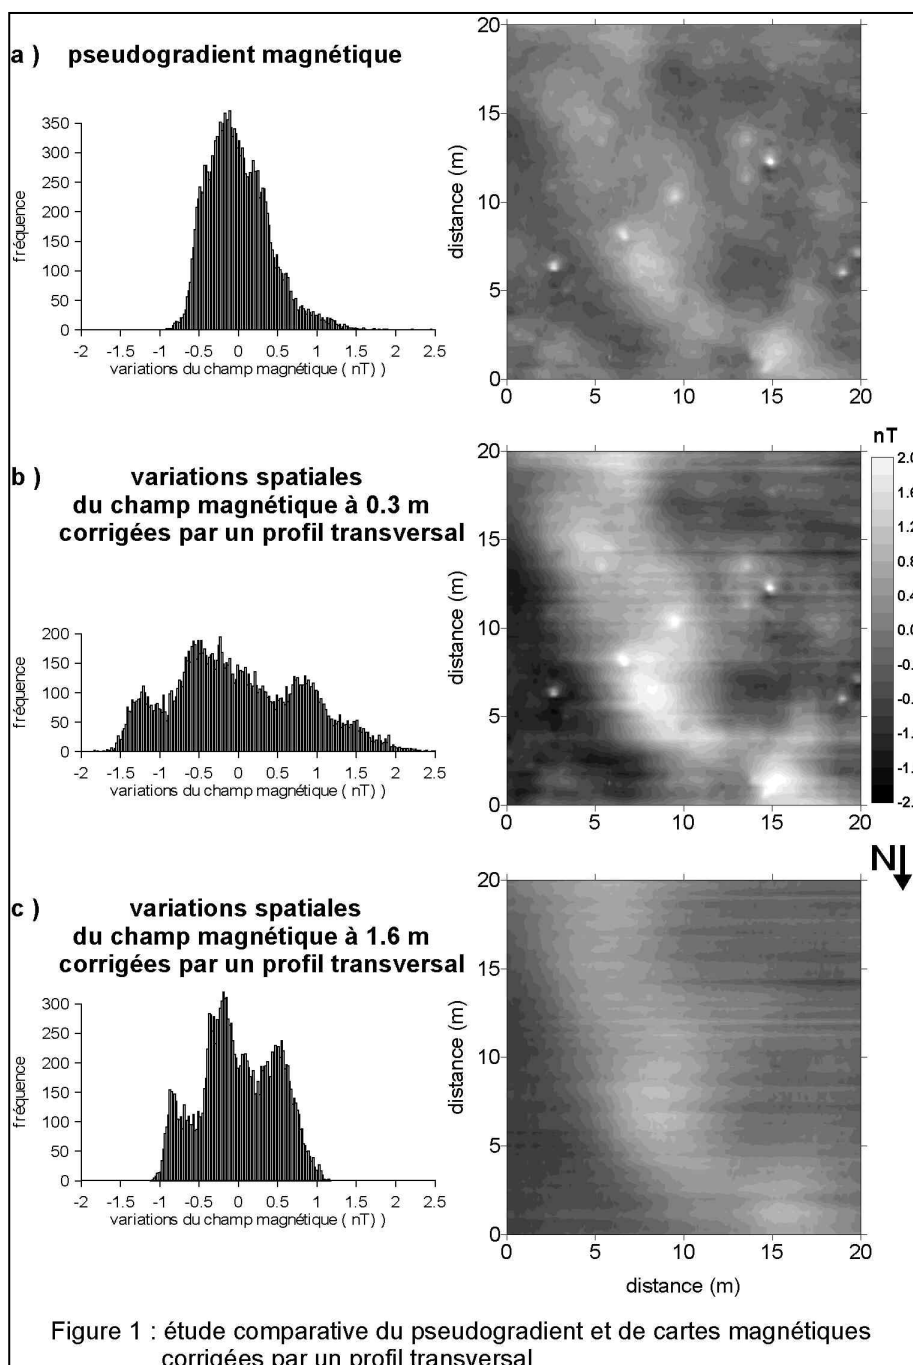 a ) pseudogradient magnétique
350
300
250
200
150
100
50
0
fréquence
-2 -1.5 -1 -0.5 0 0.5 1 1.5 2 2.5
variations du champ magnétique ( nT) )
20
15
10
5
0
distance (m)
0 5 10 15 20
b ) variations spatiales
du champ magnétique à 0.3 m
corrigées par un profil transversal
200
150
100
50
0
fréquence
-2 -1.5 -1 -0.5 0 0.5 1 1.5 2 2.5
variations du champ magnétique ( nT) )
20
15
10
5
0
distance (m)
0 5 10 15 20
nT
2.0
1.6
1.2
0.8
0.4
0.0
N
c ) variations spatiales
du champ magnétique à 1.6 m
corrigées par un profil transversal
300
250
200
150
100
50
0
fréquence
-2 -1.5 -1 -0.5 0 0.5 1 1.5 2 2.5
variations du champ magnétique ( nT) )
20
15
10
5
0
distance (m)
0 5 10 15 20
distance (m)
Figure 1 : étude comparative du pseudogradient et de cartes magnétiques
corrigées par un profil transversal